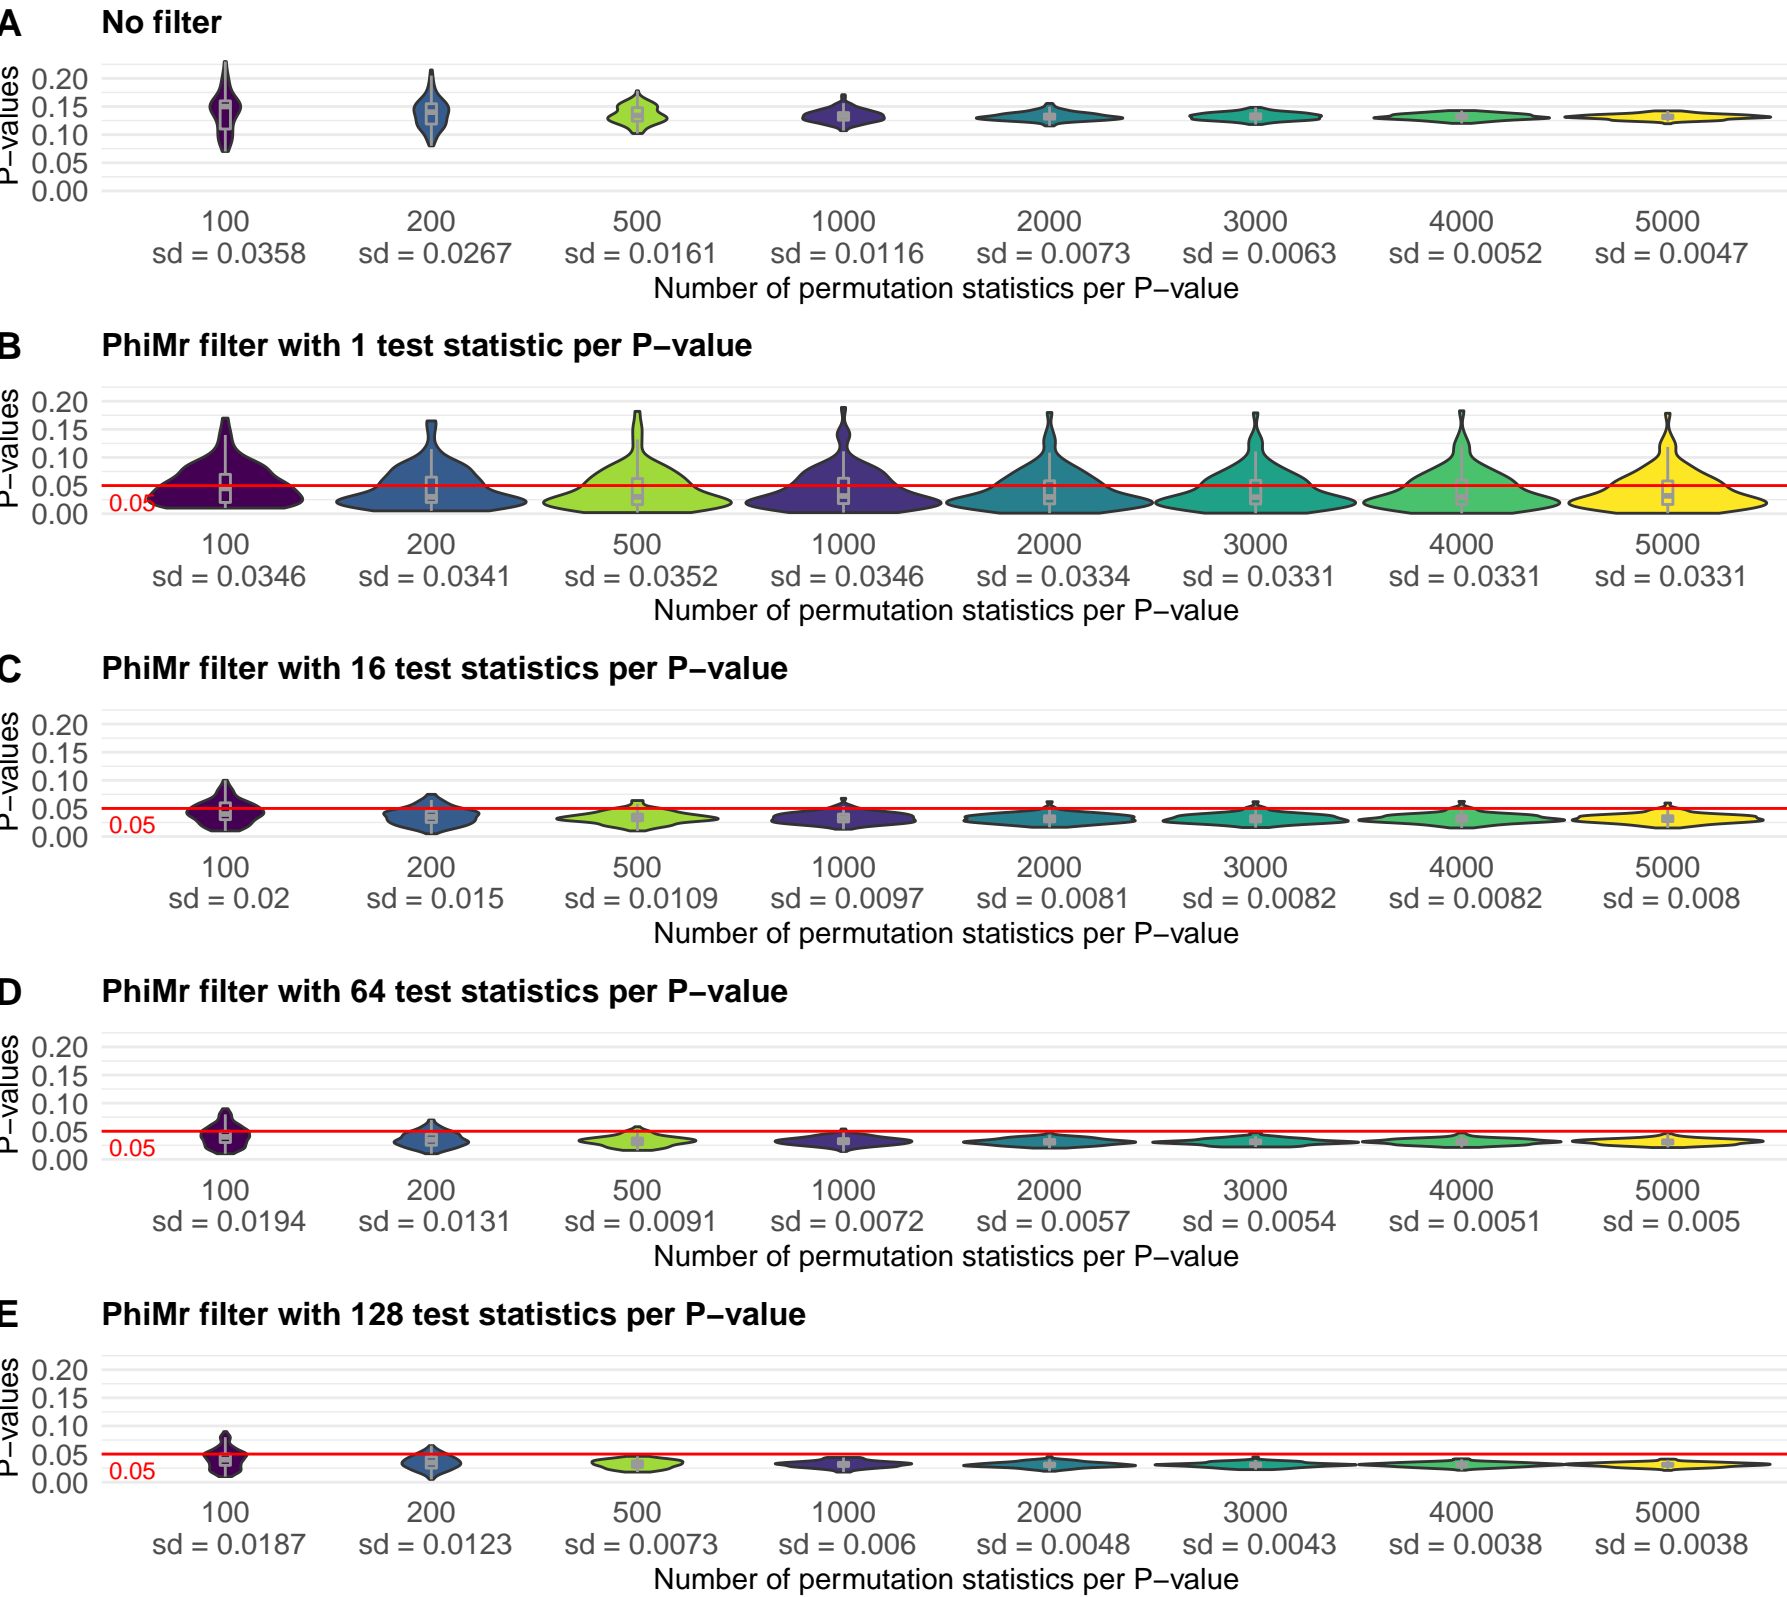 A No filter
P−values
0.20
0.15
0.10
0.05
0.00
100 200 500 1000 2000 3000 4000 5000
sd = 0.0358 sd = 0.0267 sd = 0.0161 sd = 0.0116 sd = 0.0073 sd = 0.0063 sd = 0.0052 sd = 0.0047
Number of permutation statistics per P−value
B PhiMr filter with 1 test statistic per P−value
P−values
0.20
0.15
0.10
0.05
0.00
0.05
100 200 500 1000 2000 3000 4000 5000
sd = 0.0346 sd = 0.0341 sd = 0.0352 sd = 0.0346 sd = 0.0334 sd = 0.0331 sd = 0.0331 sd = 0.0331
Number of permutation statistics per P−value
C PhiMr filter with 16 test statistics per P−value
P−values
0.20
0.15
0.10
0.05
0.00
0.05
100 200 500 1000 2000 3000 4000 5000
sd = 0.02 sd = 0.015 sd = 0.0109 sd = 0.0097 sd = 0.0081 sd = 0.0082 sd = 0.0082 sd = 0.008
Number of permutation statistics per P−value
D PhiMr filter with 64 test statistics per P−value
P−values
0.20
0.15
0.10
0.05
0.00
0.05
100 200 500 1000 2000 3000 4000 5000
sd = 0.0194 sd = 0.0131 sd = 0.0091 sd = 0.0072 sd = 0.0057 sd = 0.0054 sd = 0.0051 sd = 0.005
Number of permutation statistics per P−value
E PhiMr filter with 128 test statistics per P−value
P−values
0.20
0.15
0.10
0.05
0.00
0.05
100 200 500 1000 2000 3000 4000 5000
sd = 0.0187 sd = 0.0123 sd = 0.0073 sd = 0.006 sd = 0.0048 sd = 0.0043 sd = 0.0038 sd = 0.0038
Number of permutation statistics per P−value